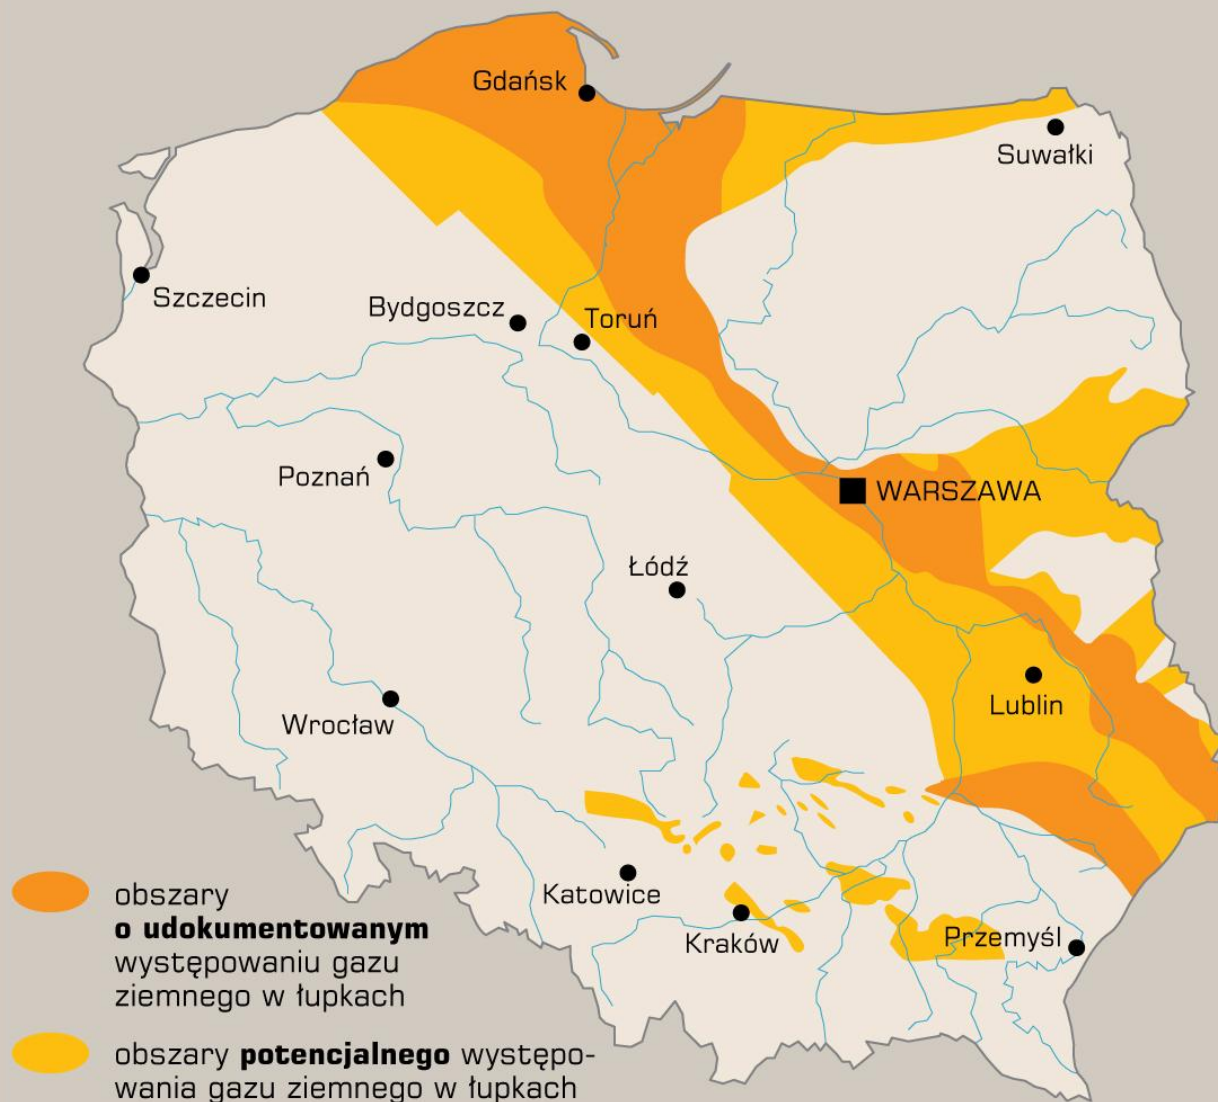 Gdańsk
Suwałki
Szczecin
Bydgoszcz
Toruń
Poznań
WARSZAWA
Łódź
Lublin
Wrocław
Katowice
Kraków
Przemyśl
obszary
o udokumentowanym
występowaniu gazu
ziemnego w łupkach
obszary potencjalnego występo-
wania gazu ziemnego w łupkach